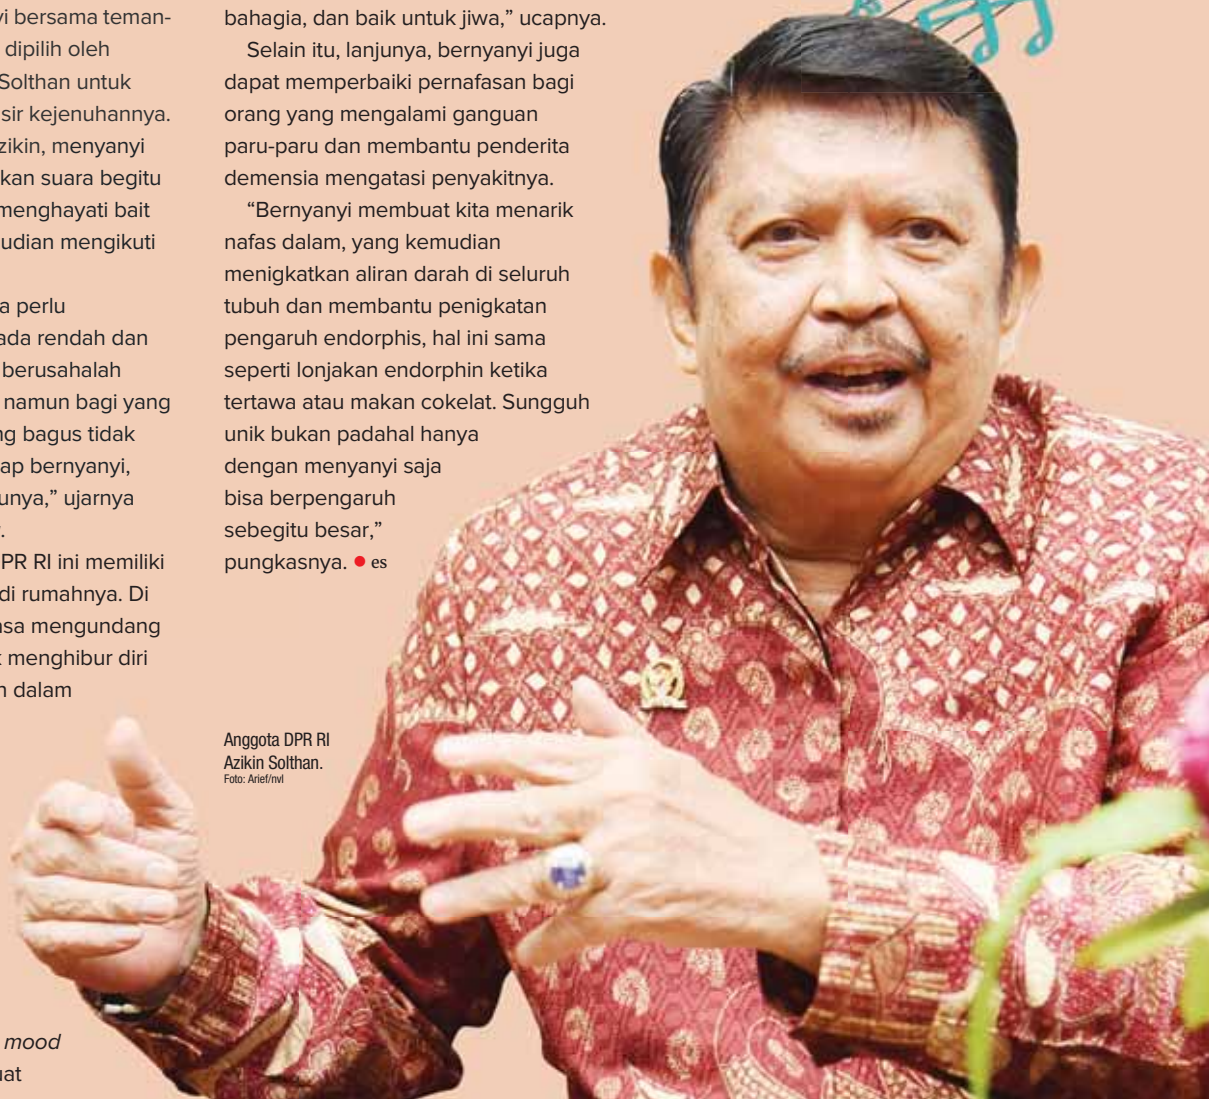 yi bersama teman-
dipilih oleh
Solthan untuk
sir kejenuhannya.
zikin, menyanyi
kan suara begitu
menghayati bait
udian mengikuti
a perlu
ada rendah dan
berusahalah
namun bagi yang
ng bagus tidak
ap bernyanyi,
unya,” ujarnya
.
PR RI ini memiliki
di rumahnya. Di
asa mengundang
menghibur diri
n dalam
mood
uat
bahagia, dan baik untuk jiwa,” ucapnya.
Selain itu, lanjunya, bernyanyi juga
dapat memperbaiki pernafasan bagi
orang yang mengalami ganguan
paru-paru dan membantu penderita
demensia mengatasi penyakitnya.
“Bernyanyi membuat kita menarik
nafas dalam, yang kemudian
menigkatkan aliran darah di seluruh
tubuh dan membantu penigkatan
pengaruh endorphis, hal ini sama
seperti lonjakan endorphin ketika
tertawa atau makan cokelat. Sungguh
unik bukan padahal hanya
dengan menyanyi saja
bisa berpengaruh
sebegitu besar,”
pungkasnya. ● es
Anggota DPR RI
Azikin Solthan.
Foto: Arief/nvl